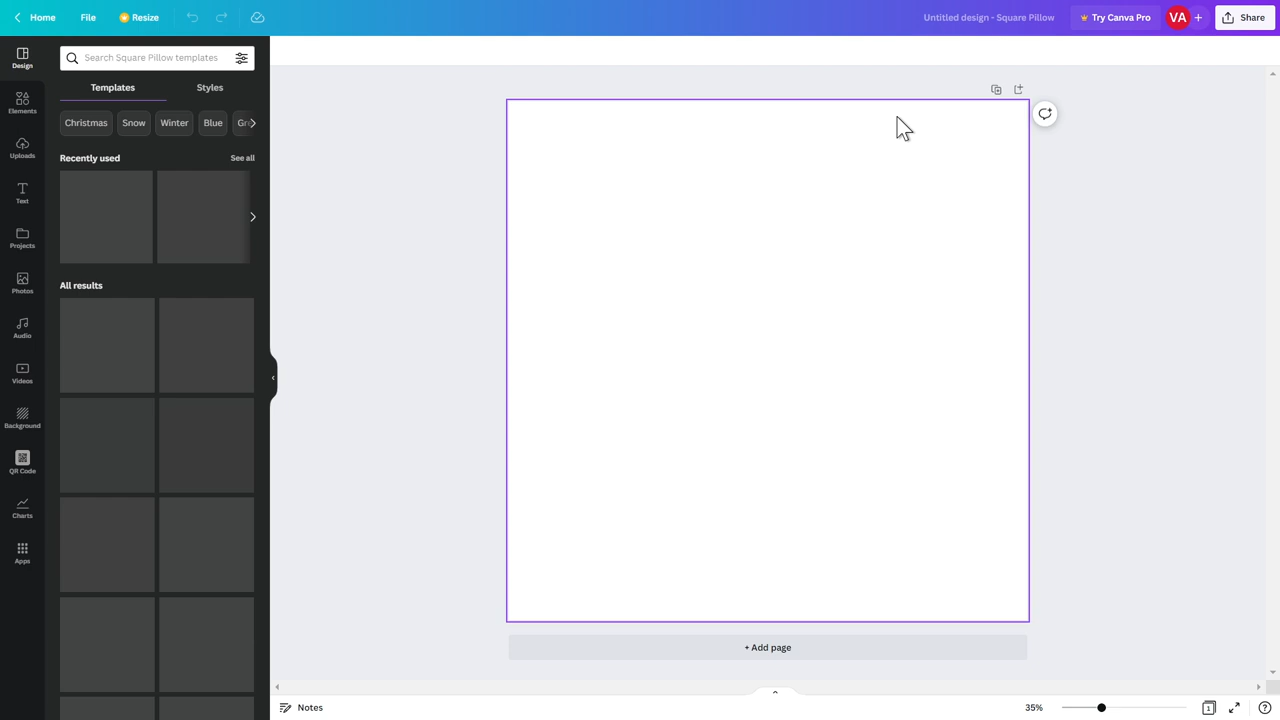 Home File Resize Untitled design - Square Pillow Try Canva Pro VA + Share
Design
Elements
Uploads
Text
Projects
Photos
Audio
Videos
Background
QR Code
Charts
Apps
Search Square Pillow templates
Templates Styles
Christmas Snow Winter Blue
Recently used See all
All results
+ Add page
Notes 35% 1 ?